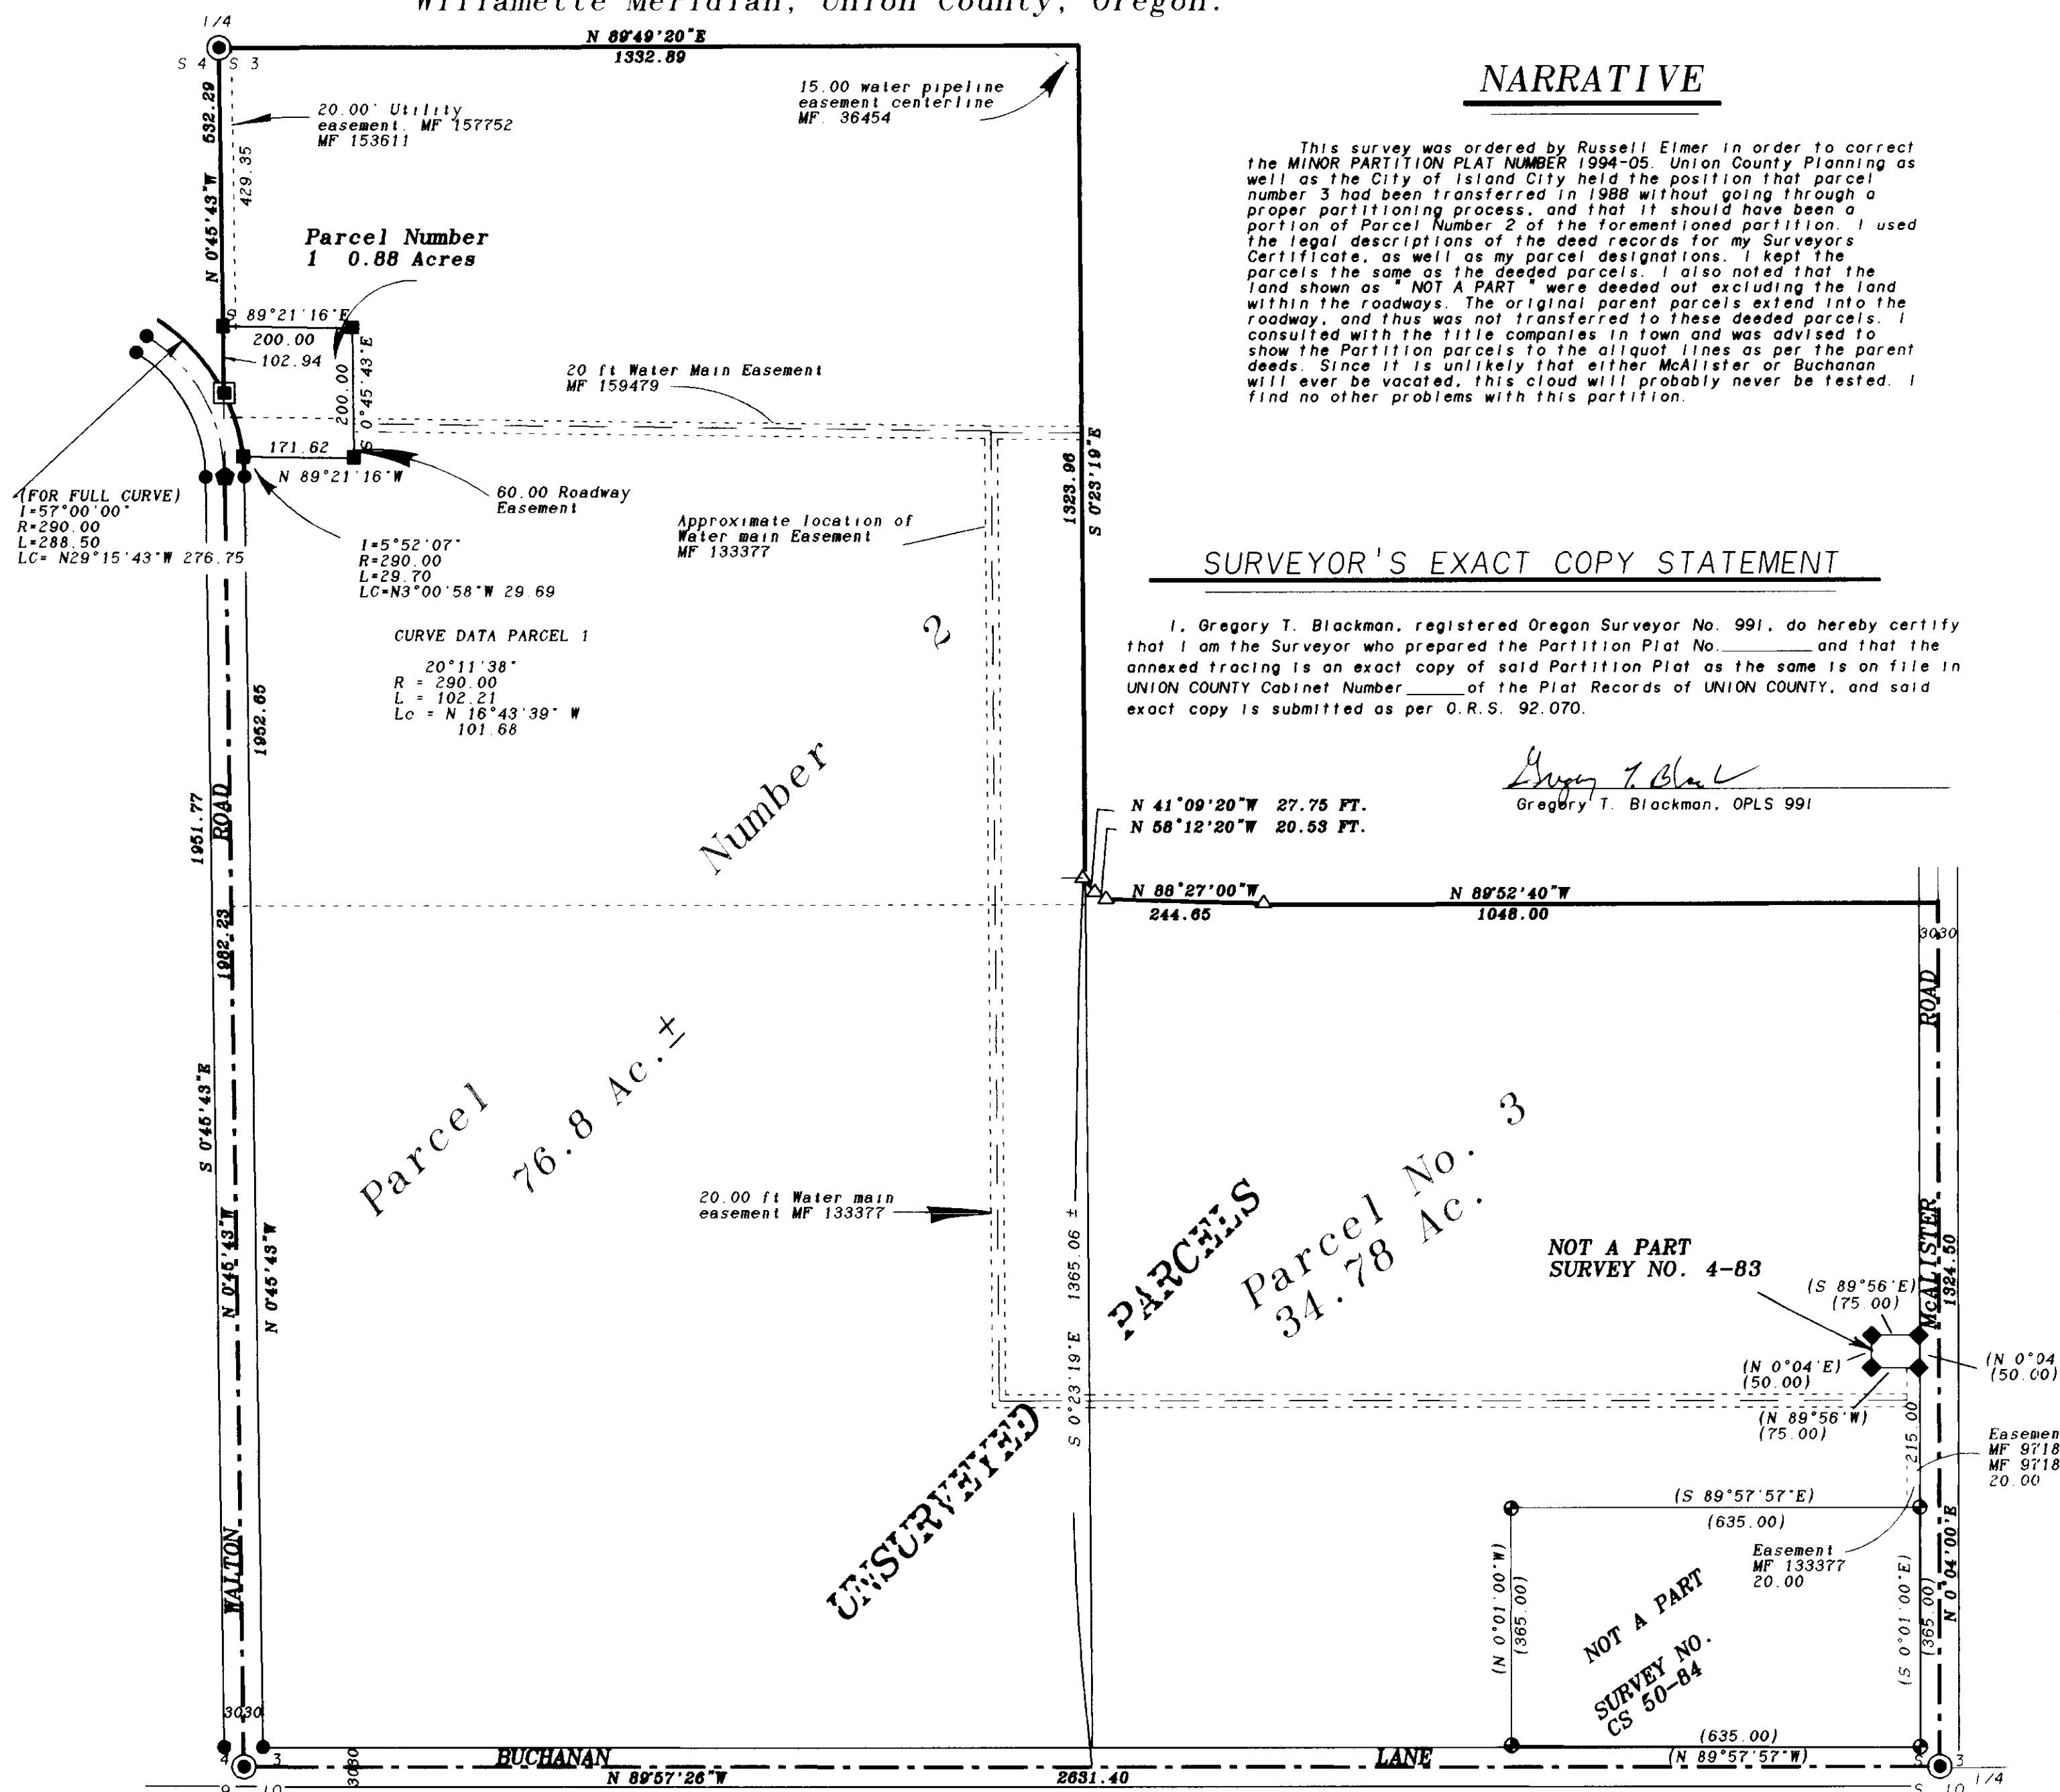 Willamette Meridian, Union County, Oregon.
1/4
S 4 S 3
N 89°49'20"E
1332.89
N 0°45'43"W 532.29
20.00' Utility
easement. MF 157752
MF 153611
429.35
15.00 water pipeline
easement centerline
MF. 36454
Parcel Number
1 0.88 Acres
S 89°21'16"E
200.00
102.94
200.00
S 0°45'43"E
20 ft Water Main Easement
MF 159479
171.62
N 89°21'16"W
60.00 Roadway
Easement
(FOR FULL CURVE)
I=57°00'00"
R=290.00
L=288.50
LC= N29°15'43"W 276.75
I=5°52'07"
R=290.00
L=29.70
LC=N3°00'58"W 29.69
Approximate location of
Water main Easement
MF 133377
1323.96
S 0°23'19"E
CURVE DATA PARCEL 1
20°11'38"
R = 290.00
L = 102.21
Lc = N 16°43'39" W
101.68
NARRATIVE
This survey was ordered by Russell Elmer in order to correct
the MINOR PARTITION PLAT NUMBER 1994-05. Union County Planning as
well as the City of Island City held the position that parcel
number 3 had been transferred in 1988 without going through a
proper partitioning process, and that it should have been a
portion of Parcel Number 2 of the forementioned partition. I used
the legal descriptions of the deed records for my Surveyors
Certificate, as well as my parcel designations. I kept the
parcels the same as the deeded parcels. I also noted that the
land shown as " NOT A PART " were deeded out excluding the land
within the roadways. The original parent parcels extend into the
roadway, and thus was not transferred to these deeded parcels. I
consulted with the title companies in town and was advised to
show the Partition parcels to the aliquot lines as per the parent
deeds. Since it is unlikely that either McAlister or Buchanan
will ever be vacated, this cloud will probably never be tested. I
find no other problems with this partition.
SURVEYOR'S EXACT COPY STATEMENT
I, Gregory T. Blackman, registered Oregon Surveyor No. 991, do hereby certify
that I am the Surveyor who prepared the Partition Plat No.________ and that the
annexed tracing is an exact copy of said Partition Plat as the same is on file in
UNION COUNTY Cabinet Number _____ of the Plat Records of UNION COUNTY, and said
exact copy is submitted as per O.R.S. 92.070.
Gregory T. Blackman, OPLS 991
N 41°09'20"W 27.75 FT.
N 58°12'20"W 20.53 FT.
N 88°27'00"W
244.65
N 89°52'40"W
1048.00
3030
1952.65
1951.77
1982.23
S 0°45'43"E
N 0°45'43"W
N 0°45'43"W
WALTON ROAD
Parcel Number 2
76.8 Ac.±
20.00 ft Water main
easement MF 133377
S 0°23'19"E 1365.06 ±
UNSURVEYED PARCELS
Parcel No. 3
34.78 Ac.
McALISTER ROAD
1324.50
N 0°04'00"E
NOT A PART
SURVEY NO. 4-83
(S 89°56'E)
(75.00)
(N 0°04'E)
(50.00)
(N 0°04
(50.00)
(N 89°56'W)
(75.00)
215.00
Easemen
MF 9718
MF 9718
20.00
(S 89°57'57"E)
(635.00)
Easement
MF 133377
20.00
(N 0°01'00"W)
(365.00)
(S 0°01'00"E)
(365.00)
NOT A PART
SURVEY NO.
CS 50-84
(635.00)
(N 89°57'57"W)
3030
4 3
9 10
3030
BUCHANAN LANE
N 89°57'26"W
2631.40
S 3
S 10
1/4